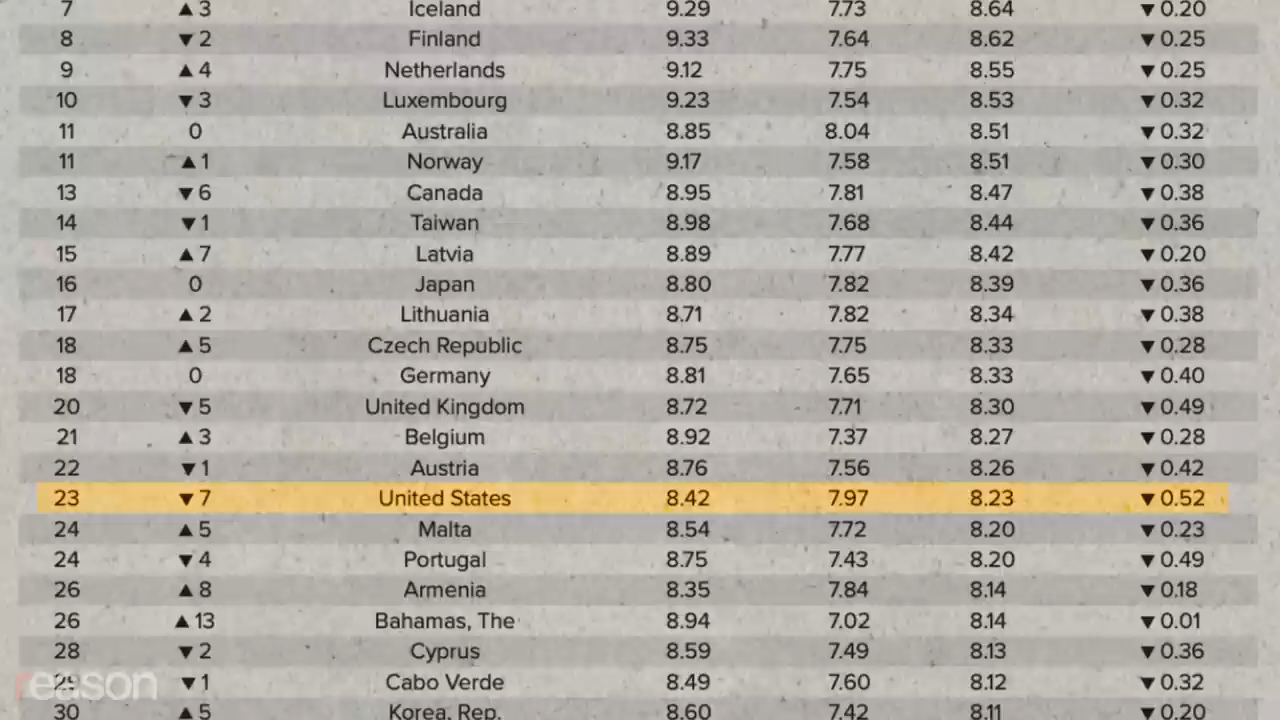 7 ▲3 Iceland 9.29 7.73 8.64 ▼0.20
8 ▼2 Finland 9.33 7.64 8.62 ▼0.25
9 ▲4 Netherlands 9.12 7.75 8.55 ▼0.25
10 ▼3 Luxembourg 9.23 7.54 8.53 ▼0.32
11 0 Australia 8.85 8.04 8.51 ▼0.32
11 ▲1 Norway 9.17 7.58 8.51 ▼0.30
13 ▼6 Canada 8.95 7.81 8.47 ▼0.38
14 ▼1 Taiwan 8.98 7.68 8.44 ▼0.36
15 ▲7 Latvia 8.89 7.77 8.42 ▼0.20
16 0 Japan 8.80 7.82 8.39 ▼0.36
17 ▲2 Lithuania 8.71 7.82 8.34 ▼0.38
18 ▲5 Czech Republic 8.75 7.75 8.33 ▼0.28
18 0 Germany 8.81 7.65 8.33 ▼0.40
20 ▼5 United Kingdom 8.72 7.71 8.30 ▼0.49
21 ▲3 Belgium 8.92 7.37 8.27 ▼0.28
22 ▼1 Austria 8.76 7.56 8.26 ▼0.42
23 ▼7 United States 8.42 7.97 8.23 ▼0.52
24 ▲5 Malta 8.54 7.72 8.20 ▼0.23
24 ▼4 Portugal 8.75 7.43 8.20 ▼0.49
26 ▲8 Armenia 8.35 7.84 8.14 ▼0.18
26 ▲13 Bahamas, The 8.94 7.02 8.14 ▼0.01
28 ▼2 Cyprus 8.59 7.49 8.13 ▼0.36
29 ▼1 Cabo Verde 8.49 7.60 8.12 ▼0.32
reason
30 ▲5 Korea, Rep. 8.60 7.42 8.11 ▼0.20